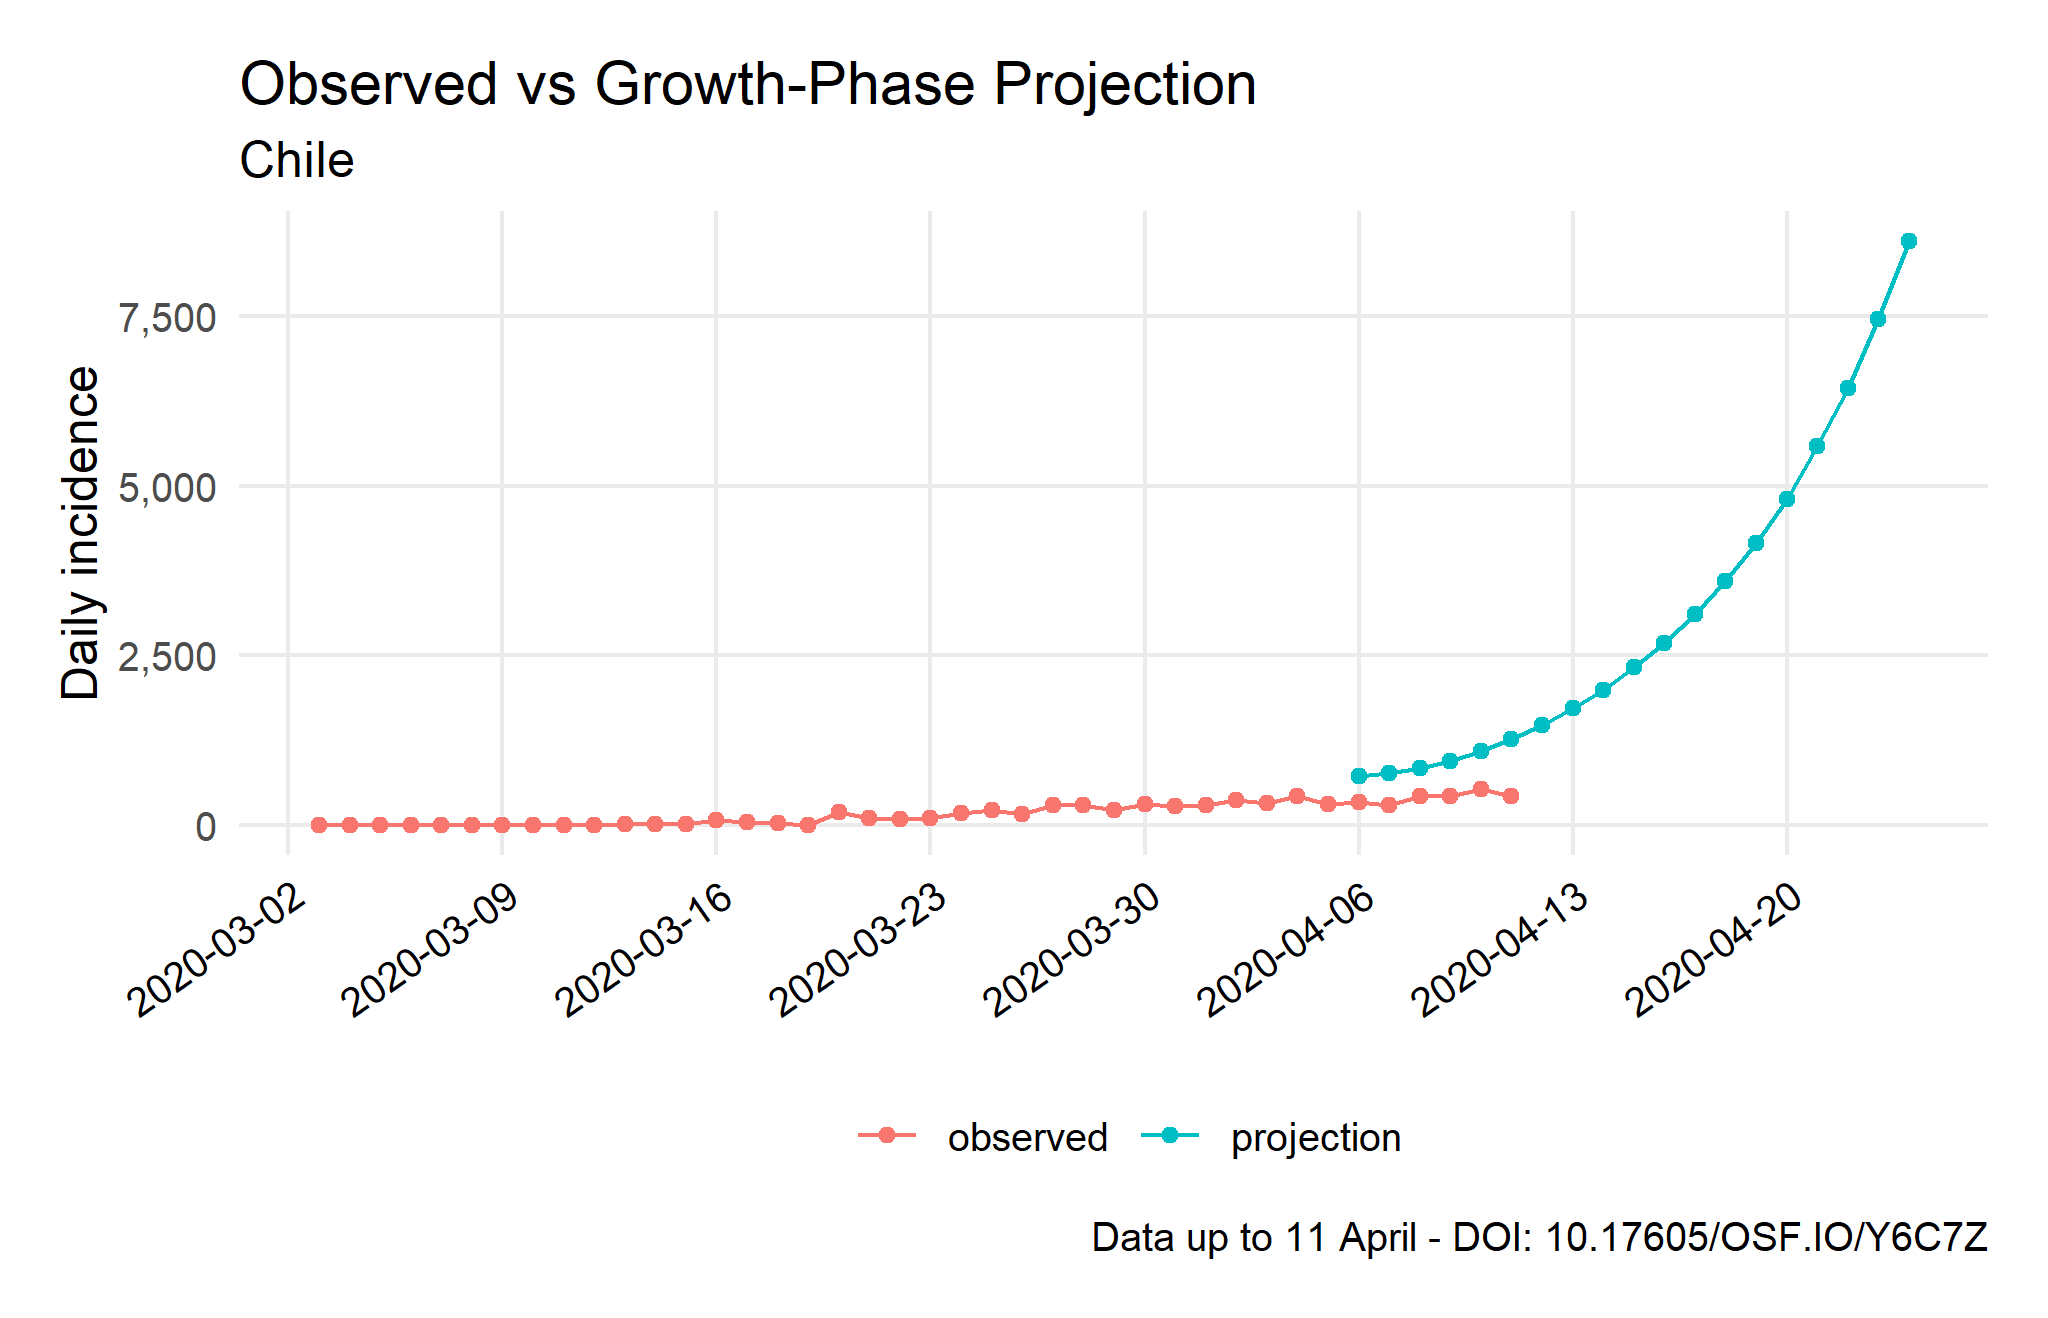 Observed vs Growth-Phase Projection
Chile
Daily incidence
7,500
5,000
2,500
0
2020-03-02
2020-03-09
2020-03-16
2020-03-23
2020-03-30
2020-04-06
2020-04-13
2020-04-20
observed
projection
Data up to 11 April - DOI: 10.17605/OSF.IO/Y6C7Z